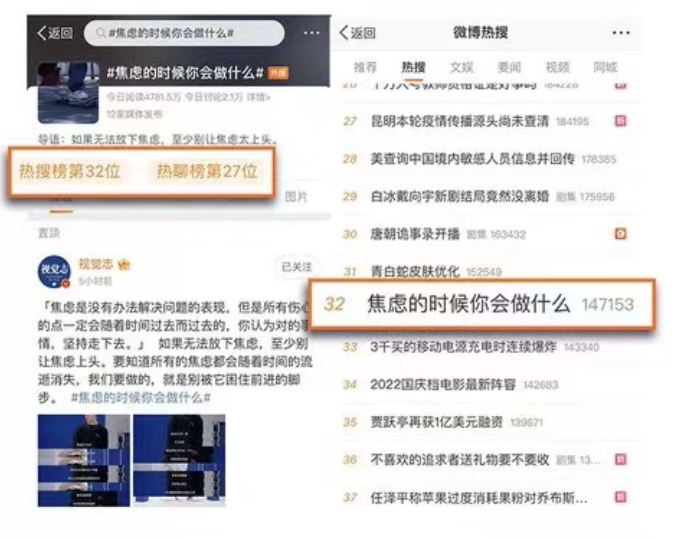 返回
#焦虑的时候你会做什么#
#焦虑的时候你会做什么# 热搜
今日阅读4781.5万 今日讨论2.1万 详情>
12家媒体发布
导语：如果无法放下焦虑，至少别让焦虑太上头。
热搜榜第32位 热聊榜第27位
图片
置顶
视觉志
视觉志
5小时前
已关注
「焦虑是没有办法解决问题的表现，但是所有伤心
的点一定会随着时间过去而过去的，你认为对的事
情，坚持走下去。」 如果无法放下焦虑，至少别
让焦虑上头。要知道所有的焦虑都会随着时间的流
逝消失，我们要做的，就是别被它困住前进的脚
步。 #焦虑的时候你会做什么#
返回
微博热搜
推荐 热搜 文娱 要闻 视频 同城
26 184228
27 昆明本轮疫情传播源头尚未查清 184195 新
28 美查询中国境内敏感人员信息并回传 178385
29 白冰戴向宇新剧结局竟然没离婚 剧集 175956
30 唐朝诡事录开播 剧集 163432
31 青白蛇皮肤优化 152549
32 焦虑的时候你会做什么 147153
33 3千买的移动电源充电时连续爆炸 143340
34 2022国庆档电影最新阵容 142683
35 贾跃亭再获1亿美元融资 139671
36 不喜欢的追求者送礼物要不要收 剧集 13... 新
37 任泽平称苹果过度消耗果粉对乔布斯... 新